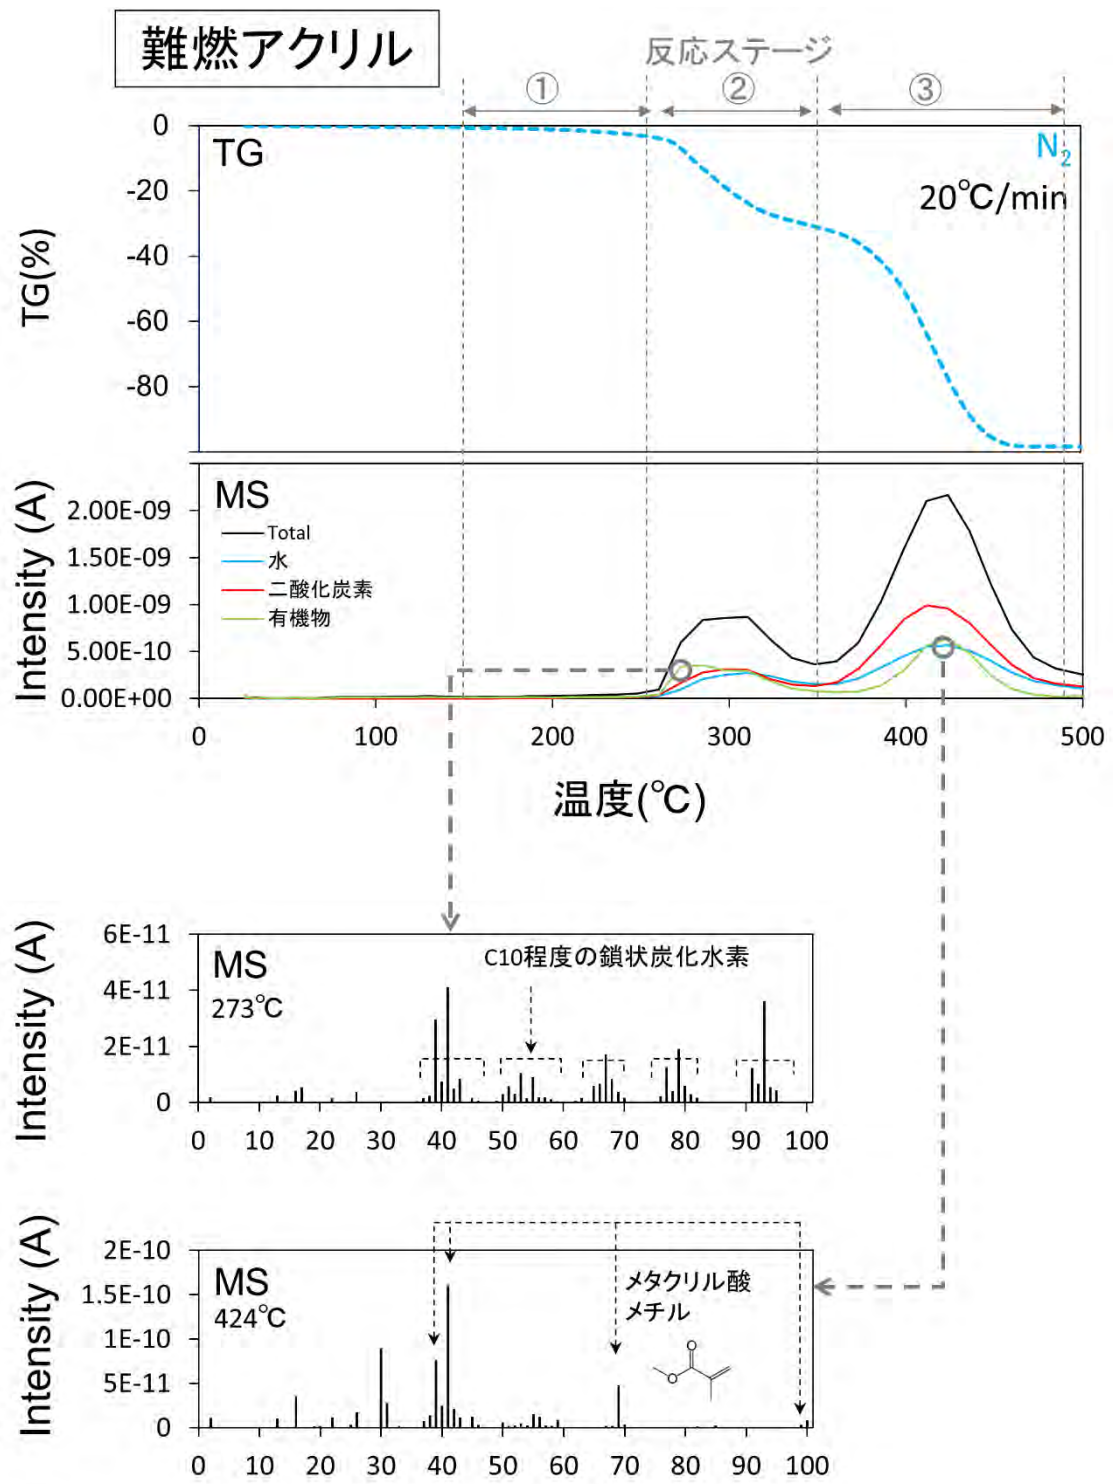 難燃アクリル
反応ステージ
① ② ③
TG
N2
20℃/min
TG(%)
0
-20
-40
-60
-80
MS
Total
水
二酸化炭素
有機物
Intensity (A)
2.00E-09
1.50E-09
1.00E-09
5.00E-10
0.00E+00
0 100 200 300 400 500
温度(℃)
MS
273℃
C10程度の鎖状炭化水素
Intensity (A)
6E-11
4E-11
2E-11
0
0 10 20 30 40 50 60 70 80 90 100
MS
424℃
メタクリル酸
メチル
O
O
Intensity (A)
2E-10
1.5E-10
1E-10
5E-11
0
0 10 20 30 40 50 60 70 80 90 100